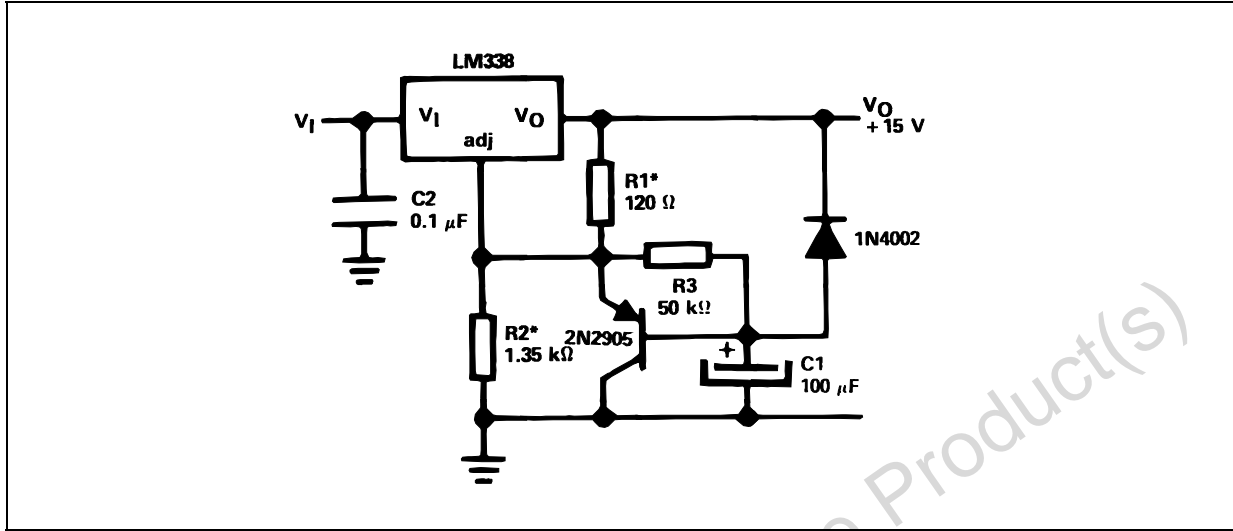 LM338
VI
VI
VO
adj
VO
+ 15 V
C2
0.1 μF
R1*
120 Ω
1N4002
R3
50 kΩ
R2*
1.35 kΩ
2N2905
+
C1
100 μF
Product(s)